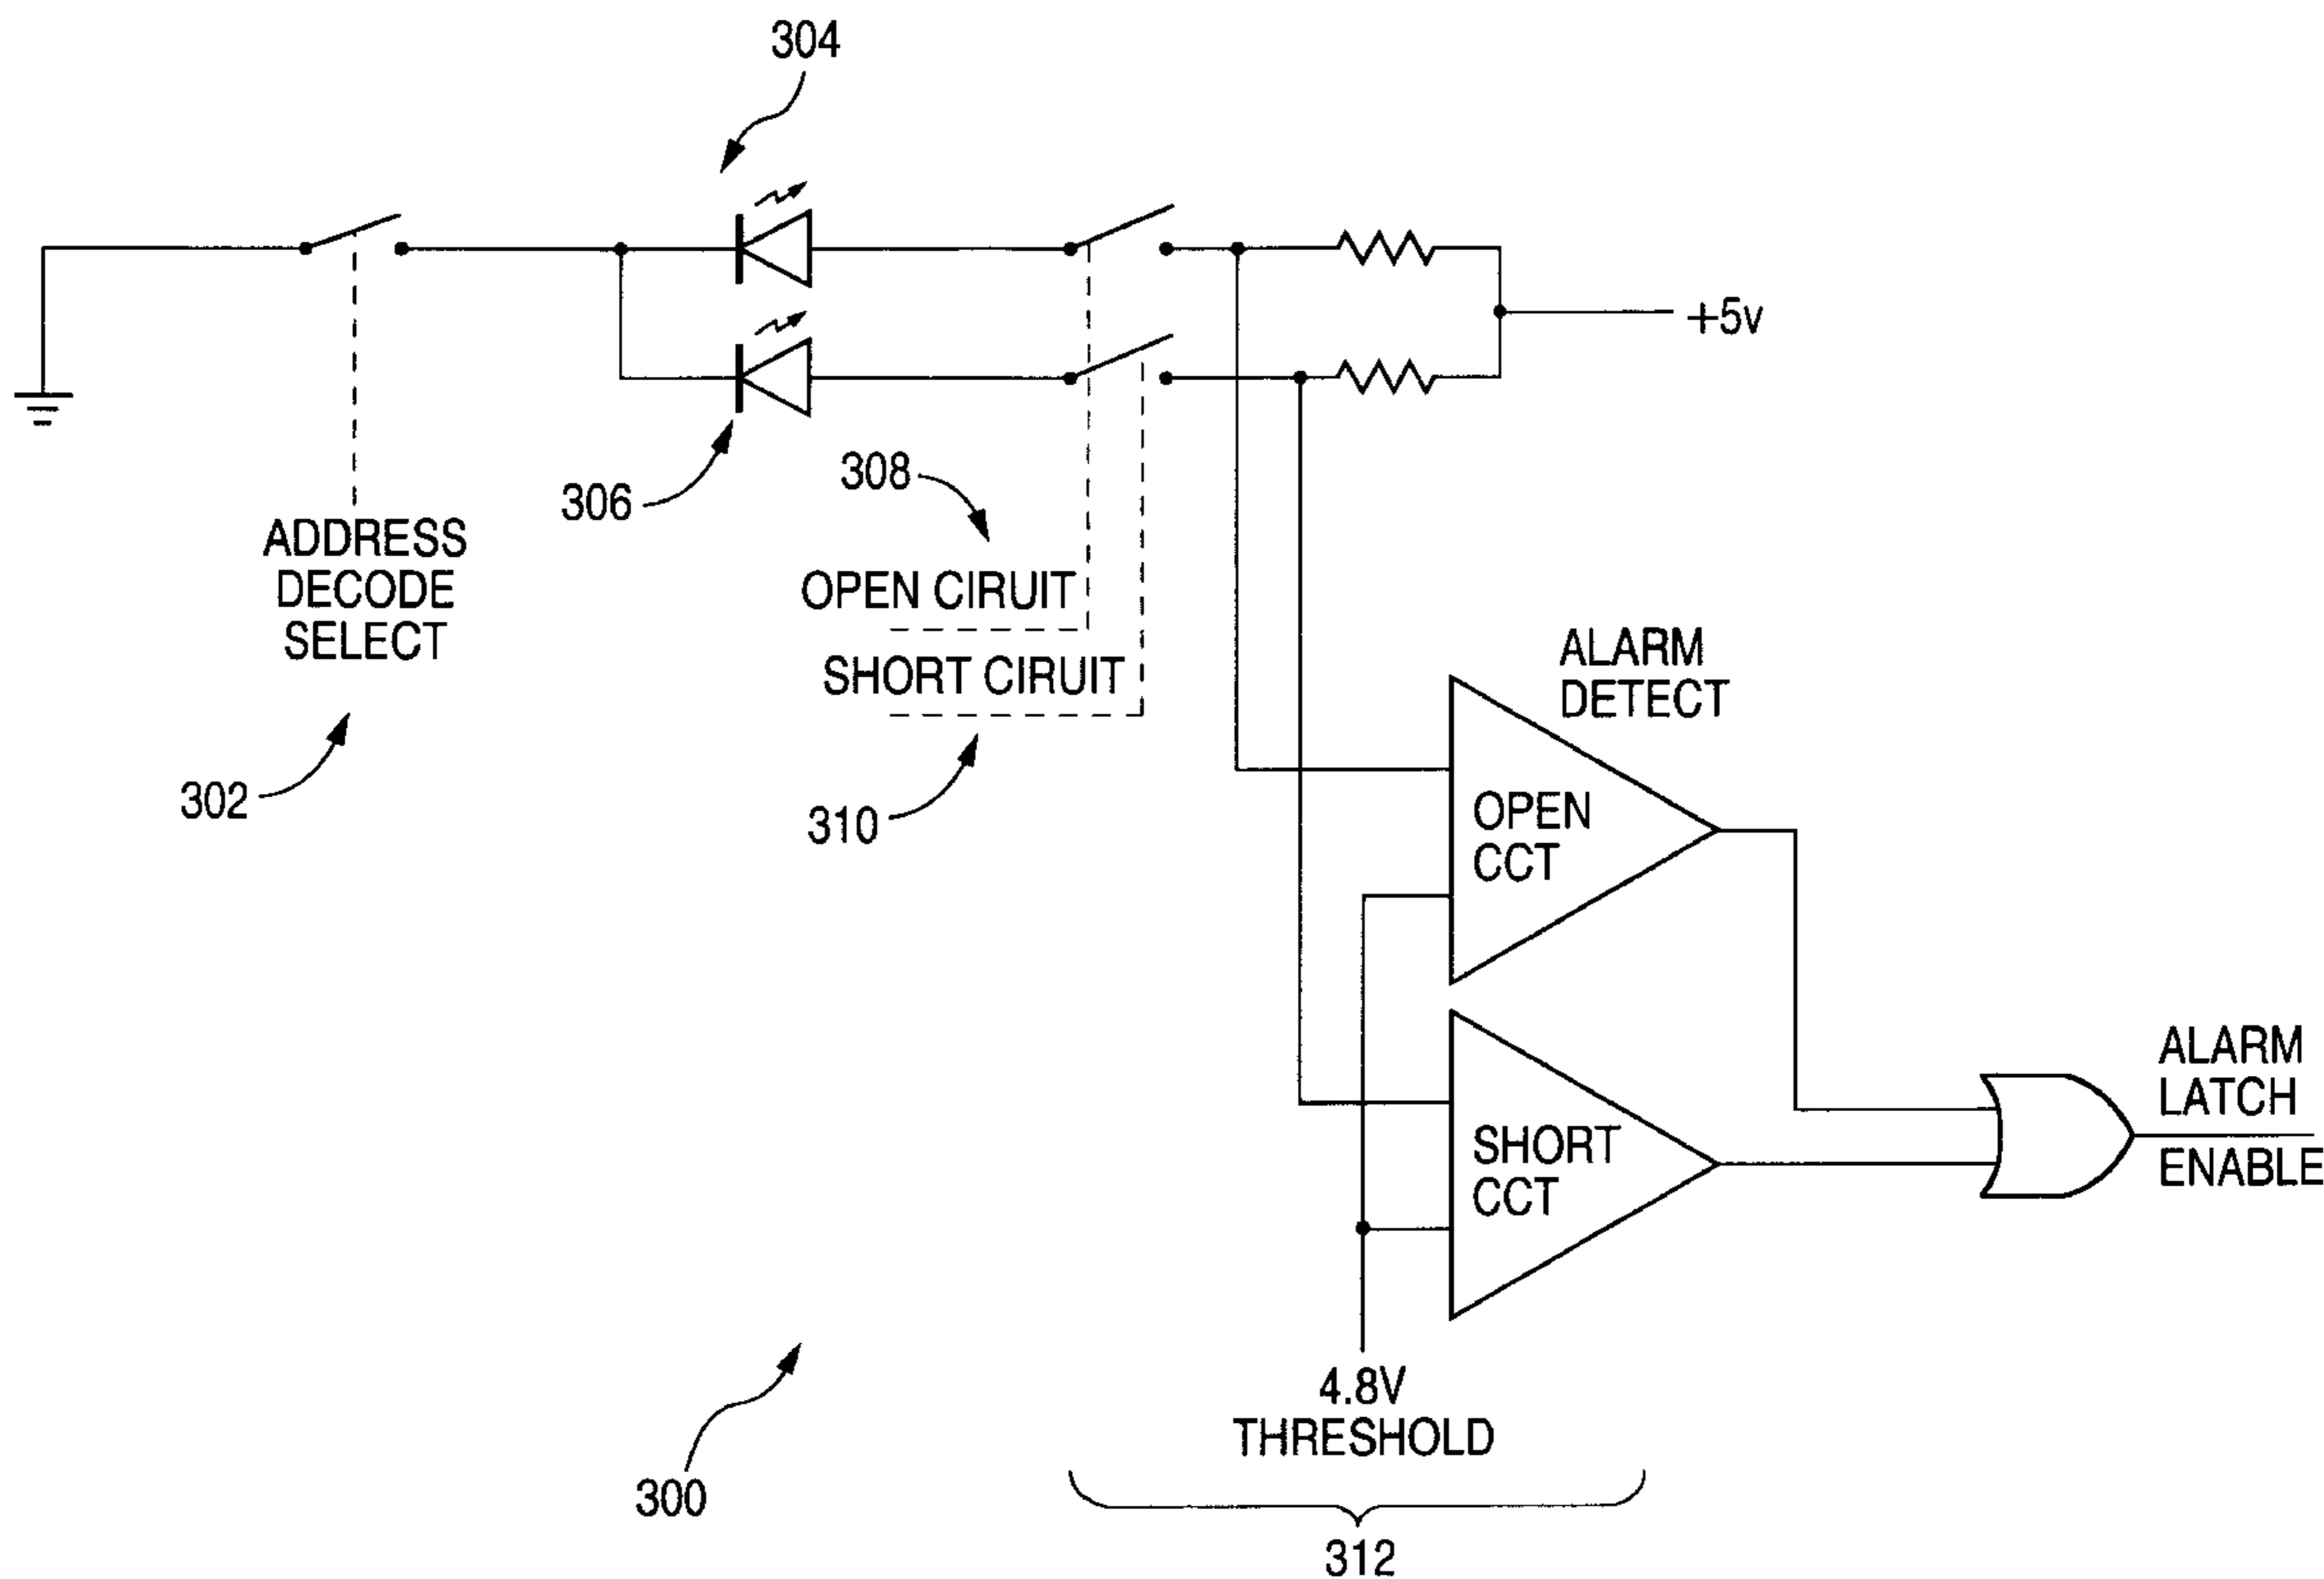 304
+5v
308
306
ADDRESS
DECODE
SELECT
OPEN CIRUIT
SHORT CIRUIT
302
310
ALARM
DETECT
OPEN
CCT
SHORT
CCT
ALARM
LATCH
ENABLE
4.8V
THRESHOLD
300
312